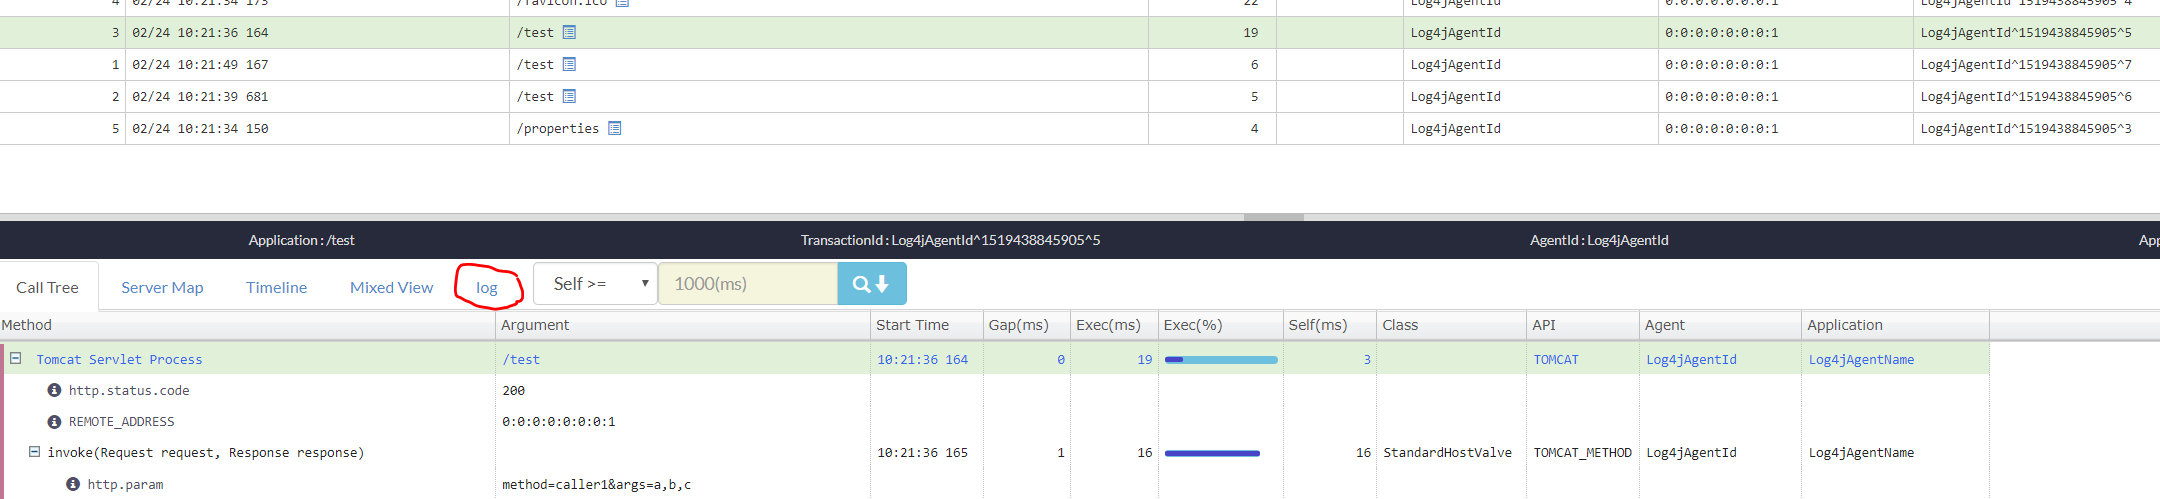 4 02/24 10:21:34 173 /favicon.ico 22 Log4jAgentId 0:0:0:0:0:0:0:1 Log4jAgentId^1519438845905^4
3 02/24 10:21:36 164 /test 19 Log4jAgentId 0:0:0:0:0:0:0:1 Log4jAgentId^1519438845905^5
1 02/24 10:21:49 167 /test 6 Log4jAgentId 0:0:0:0:0:0:0:1 Log4jAgentId^1519438845905^7
2 02/24 10:21:39 681 /test 5 Log4jAgentId 0:0:0:0:0:0:0:1 Log4jAgentId^1519438845905^6
5 02/24 10:21:34 150 /properties 4 Log4jAgentId 0:0:0:0:0:0:0:1 Log4jAgentId^1519438845905^3
Application : /test TransactionId : Log4jAgentId^1519438845905^5 AgentId : Log4jAgentId App
Call Tree Server Map Timeline Mixed View log Self >= 1000(ms)
Method Argument Start Time Gap(ms) Exec(ms) Exec(%) Self(ms) Class API Agent Application
Tomcat Servlet Process /test 10:21:36 164 0 19 3 TOMCAT Log4jAgentId Log4jAgentName
http.status.code 200
REMOTE_ADDRESS 0:0:0:0:0:0:0:1
invoke(Request request, Response response) 10:21:36 165 1 16 16 StandardHostValve TOMCAT_METHOD Log4jAgentId Log4jAgentName
http.param method=caller1&args=a,b,c